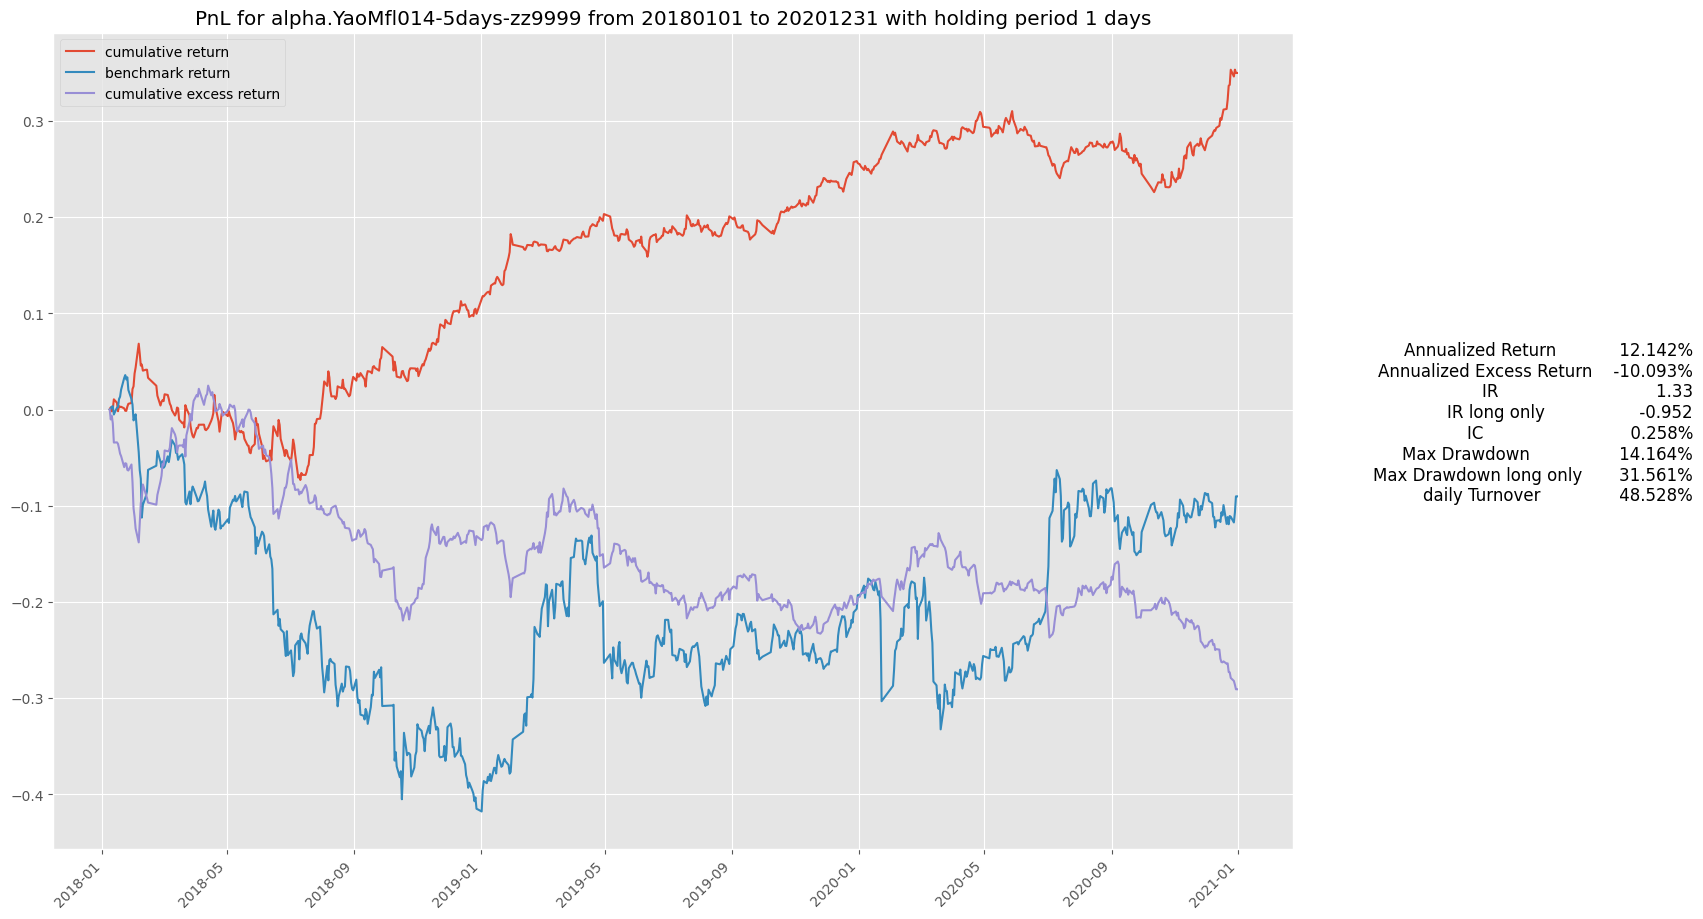 PnL for alpha.YaoMfl014-5days-zz9999 from 20180101 to 20201231 with holding period 1 days
cumulative return
benchmark return
cumulative excess return
0.3
0.2
0.1
0.0
−0.1
−0.2
−0.3
−0.4
2018-01
2018-05
2018-09
2019-01
2019-05
2019-09
2020-01
2020-05
2020-09
2021-01
Annualized Return 12.142%
Annualized Excess Return -10.093%
IR 1.33
IR long only -0.952
IC 0.258%
Max Drawdown 14.164%
Max Drawdown long only 31.561%
daily Turnover 48.528%